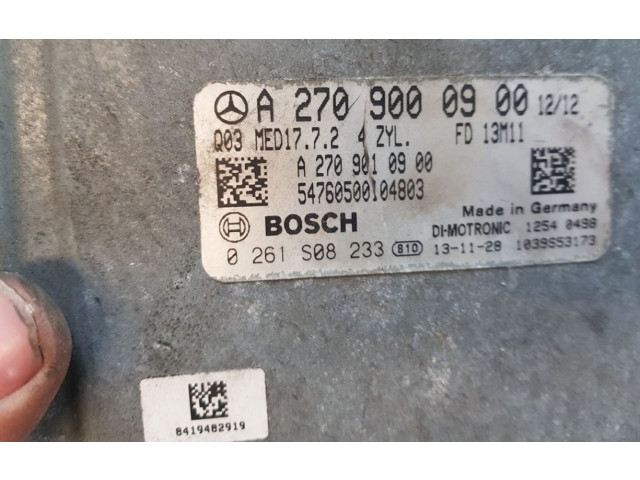 A 270 900 09 00 12/12
Q03 MED17.7.2 4 ZYL. FD 13M11
A 270 901 09 00
54760500104803
Made in Germany
BOSCH DI-MOTRONIC 1254 0498
0 261 S08 233 810 13-11-28 1039S53173
8419482919